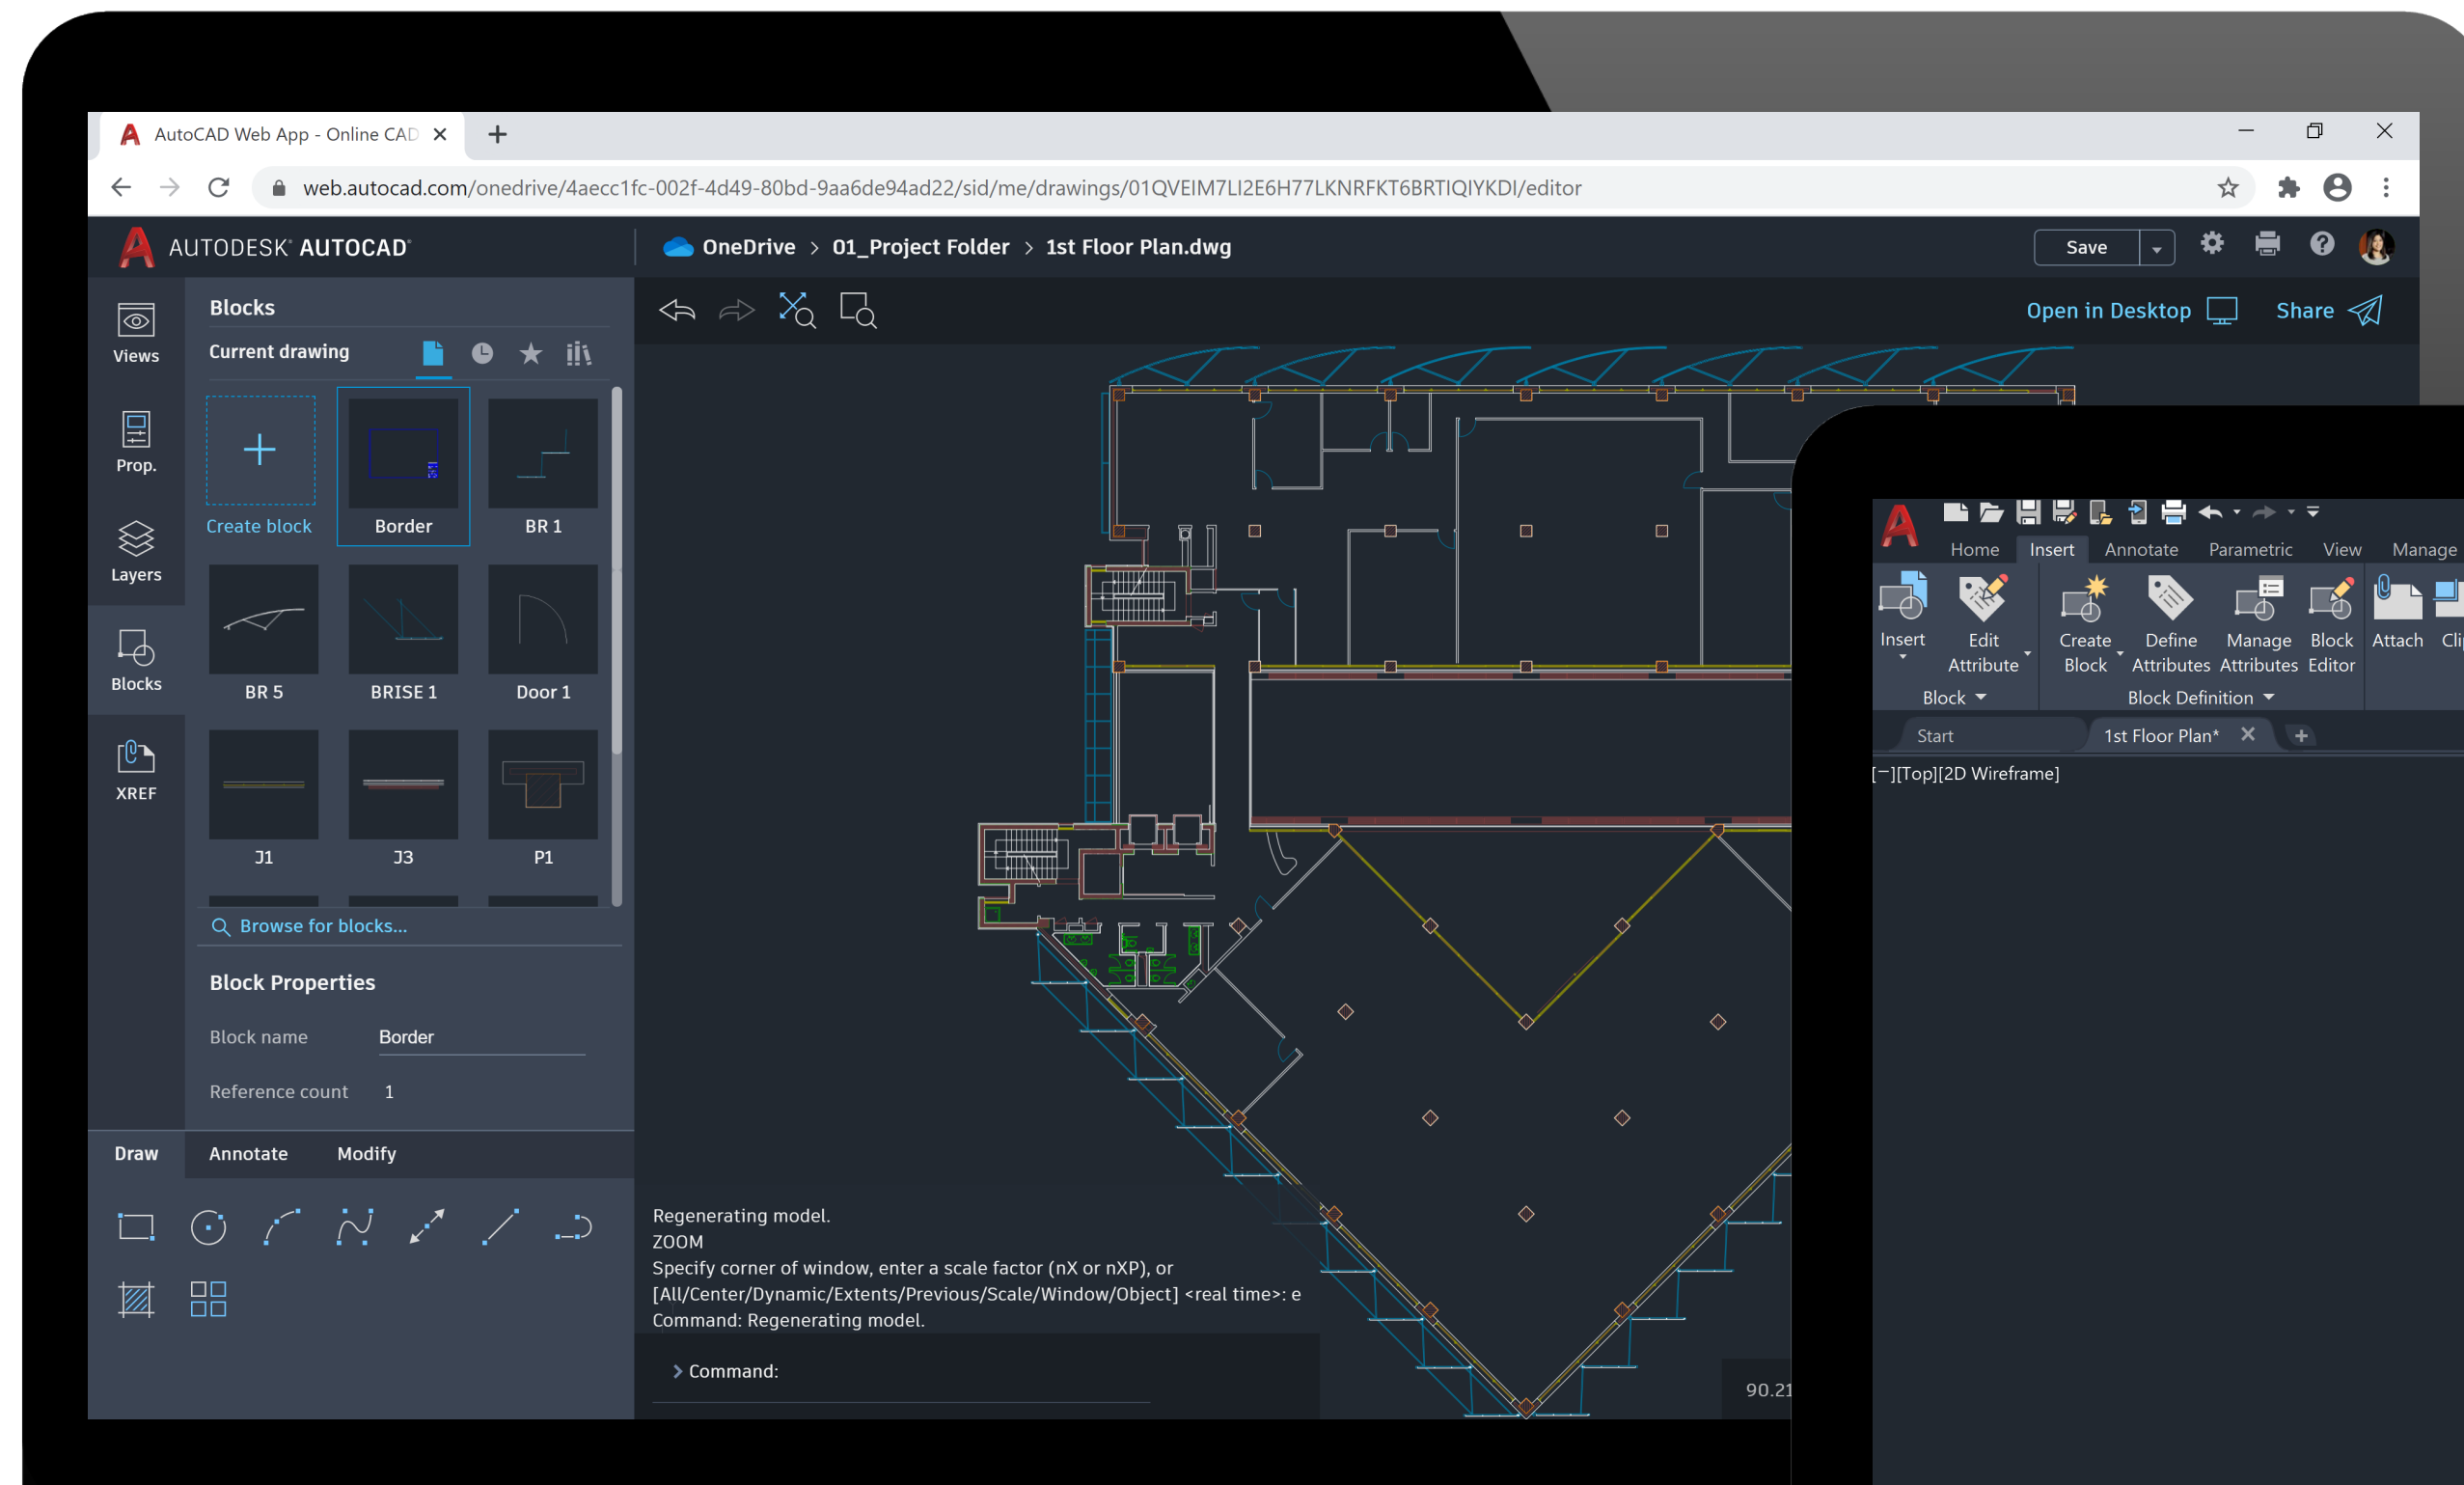 AutoCAD Web App - Online CAD
web.autocad.com/onedrive/4aecc1fc-002f-4d49-80bd-9aa6de94ad22/sid/me/drawings/01QVEIM7LI2E6H77LKNRFKT6BRTIQIYKDI/editor
AUTODESK® AUTOCAD®
OneDrive > 01_Project Folder > 1st Floor Plan.dwg
Save
Open in Desktop
Share
Views
Prop.
Layers
Blocks
XREF
Blocks
Current drawing
Create block
Border
BR 1
BR 5
BRISE 1
Door 1
J1
J3
P1
Browse for blocks...
Block Properties
Block name Border
Reference count 1
Draw Annotate Modify
Regenerating model.
ZOOM
Specify corner of window, enter a scale factor (nX or nXP), or
[All/Center/Dynamic/Extents/Previous/Scale/Window/Object] <real time>: e
Command: Regenerating model.
Command:
90.21
Home Insert Annotate Parametric View Manage
Insert
Edit
Attribute
Create
Block
Define
Attributes
Manage
Attributes
Block
Editor
Attach
Block
Block Definition
Start
1st Floor Plan*
[−][Top][2D Wireframe]